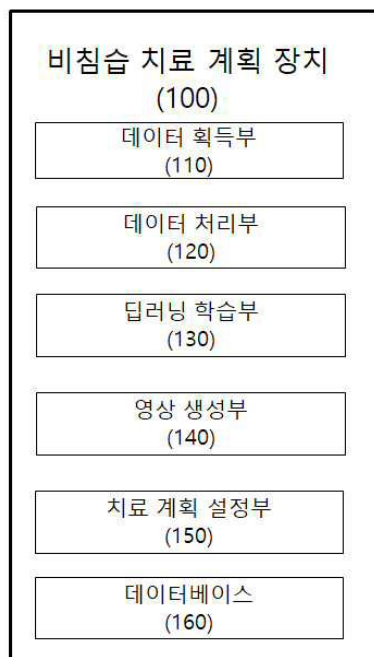 비침습 치료 계획 장치
(100)
데이터 획득부
(110)
데이터 처리부
(120)
딥러닝 학습부
(130)
영상 생성부
(140)
치료 계획 설정부
(150)
데이터베이스
(160)